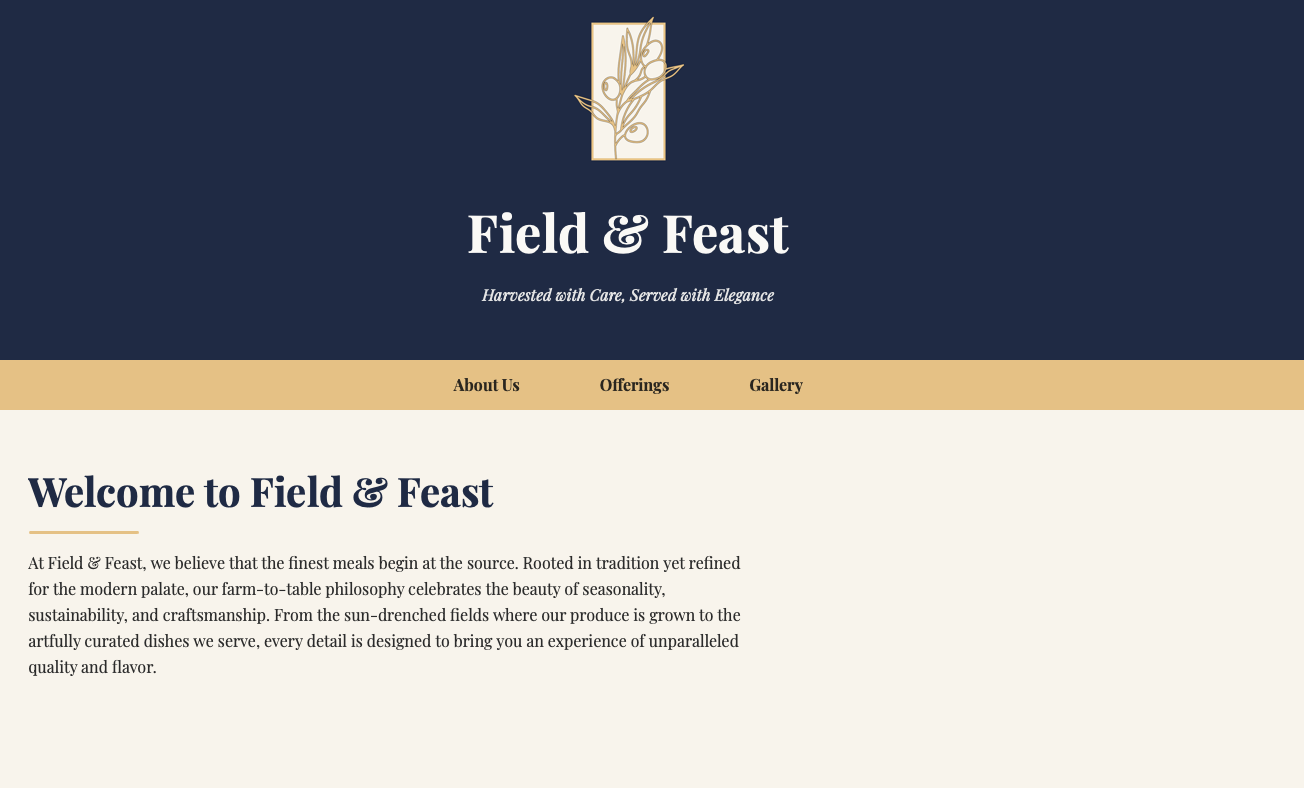 Field & Feast
Harvested with Care, Served with Elegance
About Us Offerings Gallery
Welcome to Field & Feast
At Field & Feast, we believe that the finest meals begin at the source. Rooted in tradition yet refined
for the modern palate, our farm-to-table philosophy celebrates the beauty of seasonality,
sustainability, and craftsmanship. From the sun-drenched fields where our produce is grown to the
artfully curated dishes we serve, every detail is designed to bring you an experience of unparalleled
quality and flavor.